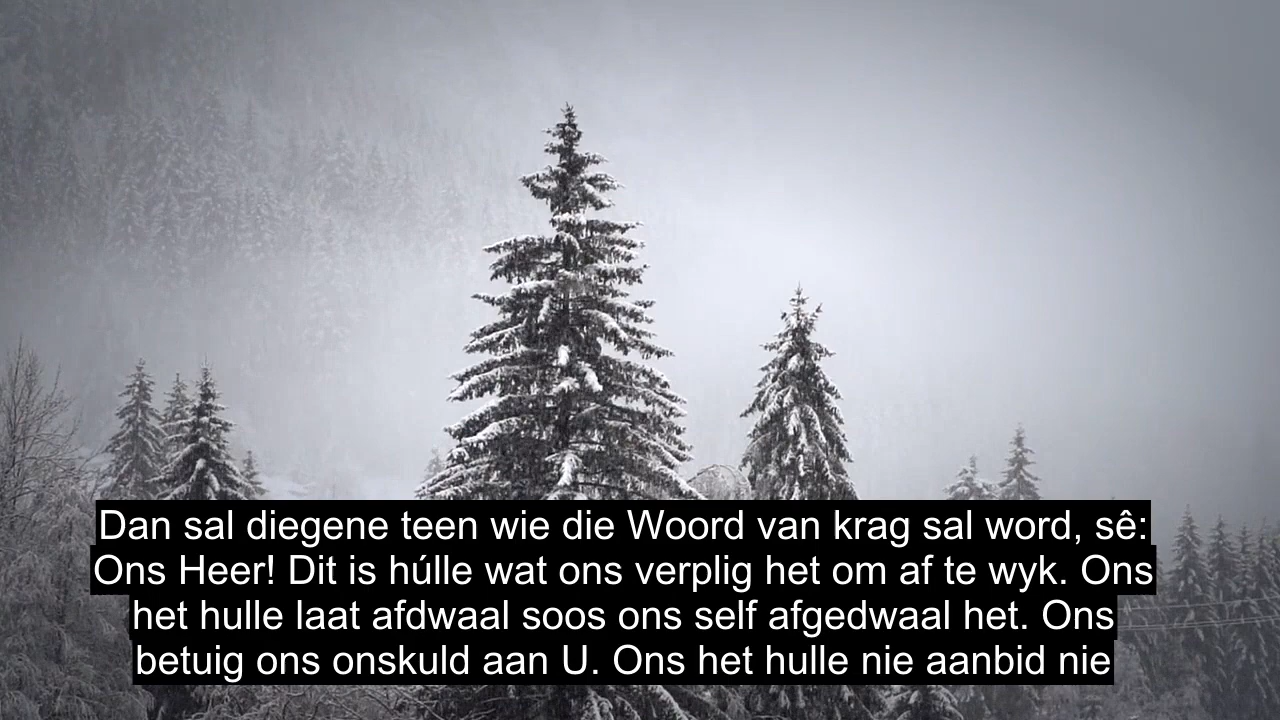 Dan sal diegene teen wie die Woord van krag sal word, sê:
Ons Heer! Dit is húlle wat ons verplig het om af te wyk. Ons
het hulle laat afdwaal soos ons self afgedwaal het. Ons
betuig ons onskuld aan U. Ons het hulle nie aanbid nie